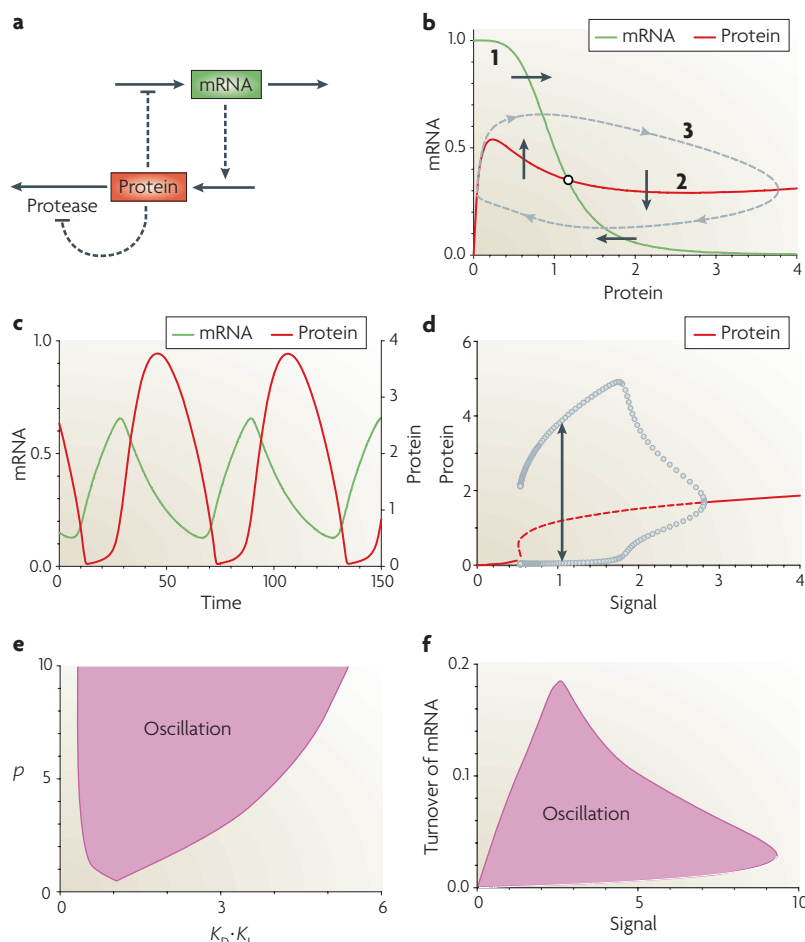 a
mRNA
Protein
Protease
b
mRNA Protein
1.0
0.5
0.0
mRNA
1
2
3
0 1 2 3 4
Protein
c
mRNA Protein
1.0
0.5
0.0
mRNA
4
3
2
1
0
Protein
0 50 100 150
Time
d
Protein
6
4
2
0
Protein
0 1 2 3 4
Signal
e
10
5
0
p
Oscillation
0 3 6
f
0.2
0.1
0.0
Turnover of mRNA
Oscillation
0 5 10
Signal